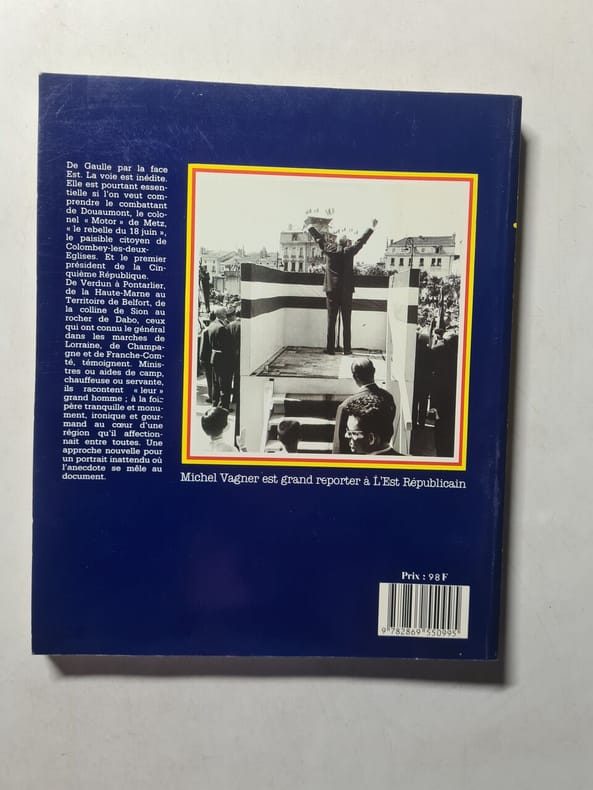 De Gaulle par la face
Est. La voie est inédite.
Elle est pourtant essen-
tielle si l'on veut com-
prendre le combattant
de Douaumont, le colo-
nel « Motor » de Metz,
« le rebelle du 18 juin »,
le paisible citoyen de
Colombey-les-deux-
Eglises. Et le premier
président de la Cin-
quième République.
De Verdun à Pontarlier,
de la Haute-Marne au
Territoire de Belfort, de
la colline de Sion au
rocher de Dabo, ceux
qui ont connu le général
dans les marches de
Lorraine, de Champa-
gne et de Franche-Com-
té, témoignent. Minis-
tres ou aides de camp,
chauffeuse ou servante,
ils racontent « leur »
grand homme ; à la fois
père tranquille et monu-
ment, ironique et gour-
mand au cœur d'une
région qu'il affection-
nait entre toutes. Une
approche nouvelle pour
un portrait inattendu où
l'anecdote se mêle au
document.
Michel Vagner est grand reporter à L'Est Républicain
Prix : 98 F
9 782869 550995